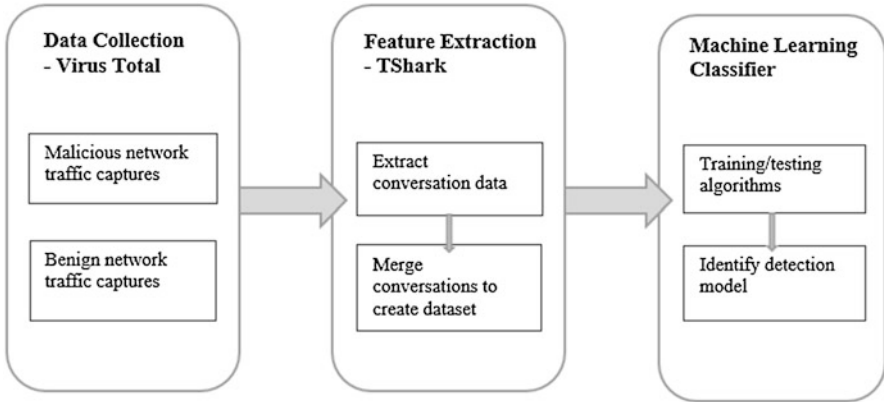 Data Collection
- Virus Total
Malicious network
traffic captures
Benign network
traffic captures
Feature Extraction
- TShark
Extract
conversation data
Merge
conversations to
create dataset
Machine Learning
Classifier
Training/testing
algorithms
Identify detection
model